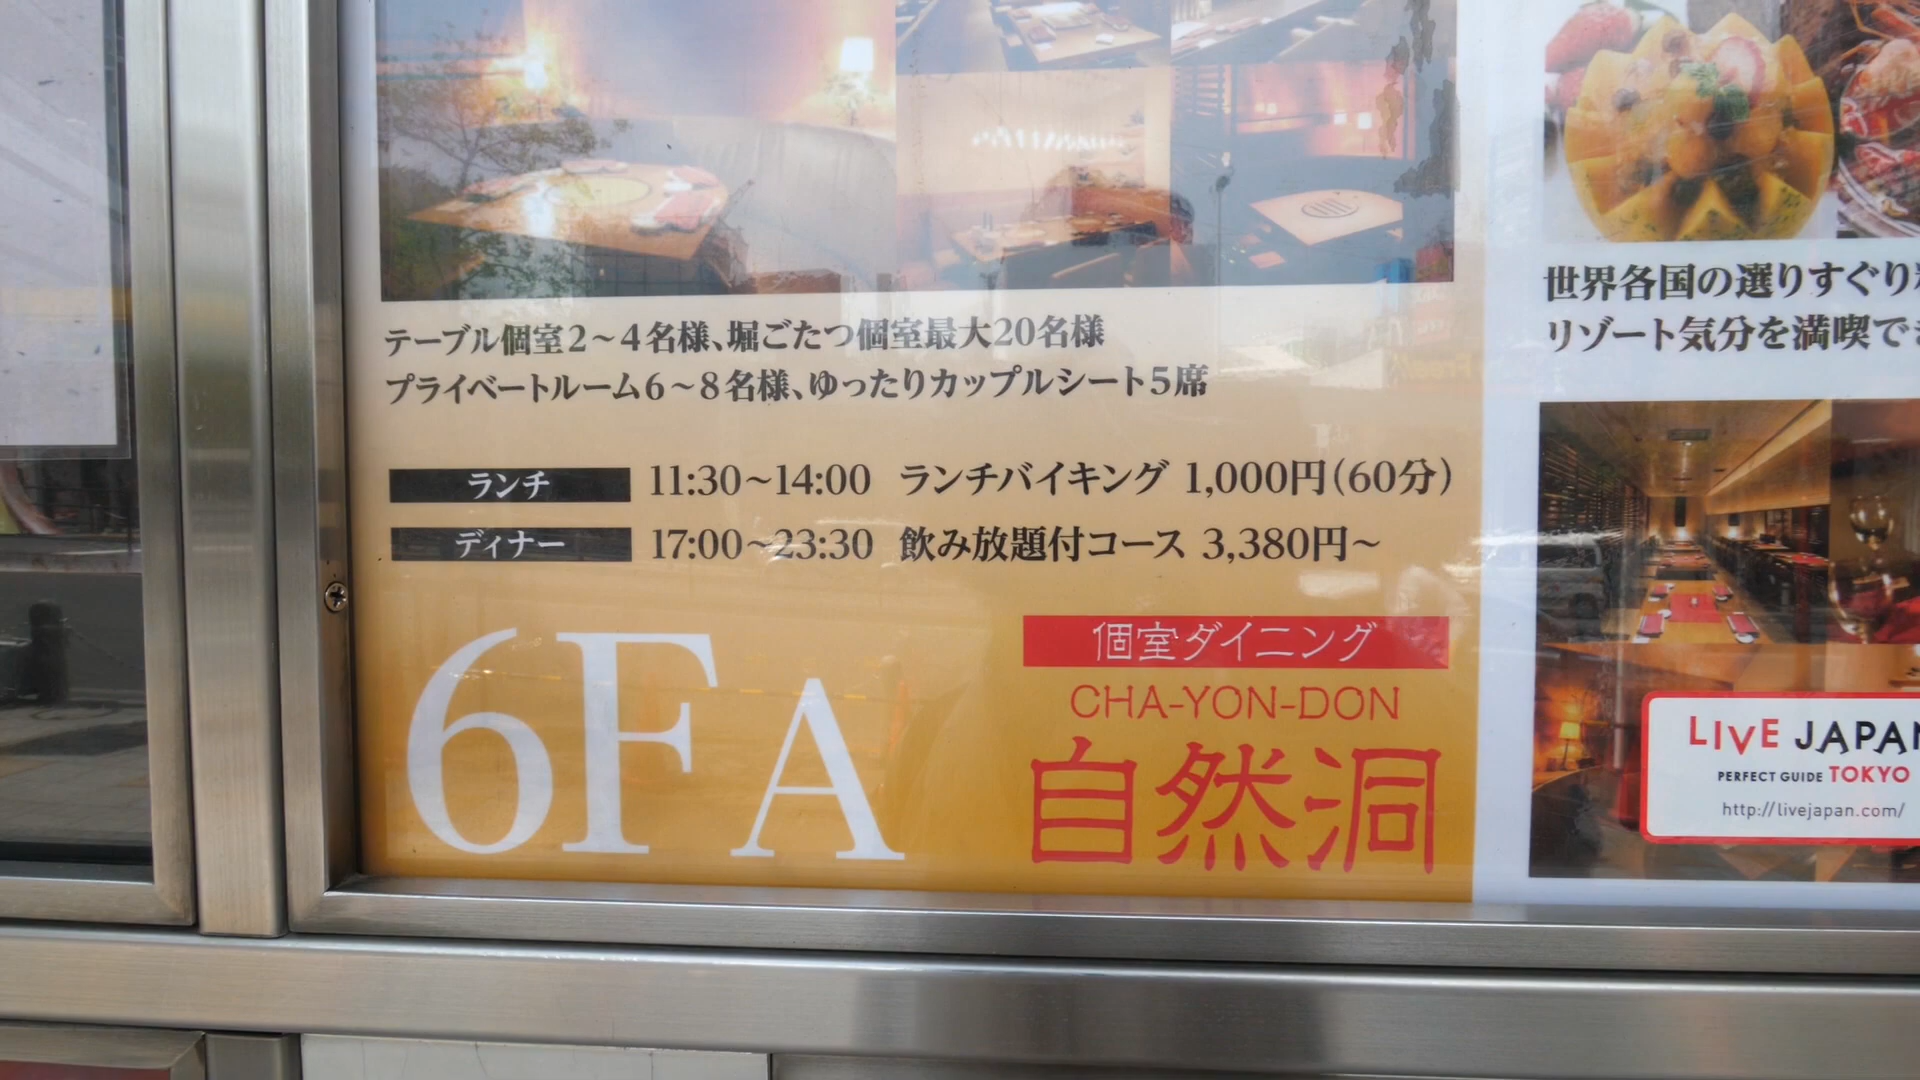 テーブル個室2～4名様、堀ごたつ個室最大20名様
プライベートルーム6～8名様、ゆったりカップルシート5席
ランチ 11:30～14:00 ランチバイキング 1,000円(60分)
ディナー 17:00～23:30 飲み放題付コース 3,380円～
6FA
個室ダイニング
CHA-YON-DON
自然洞
世界各国の選りすぐり
リゾート気分を満喫で
LIVE JAPAN
PERFECT GUIDE TOKYO
http://livejapan.com/